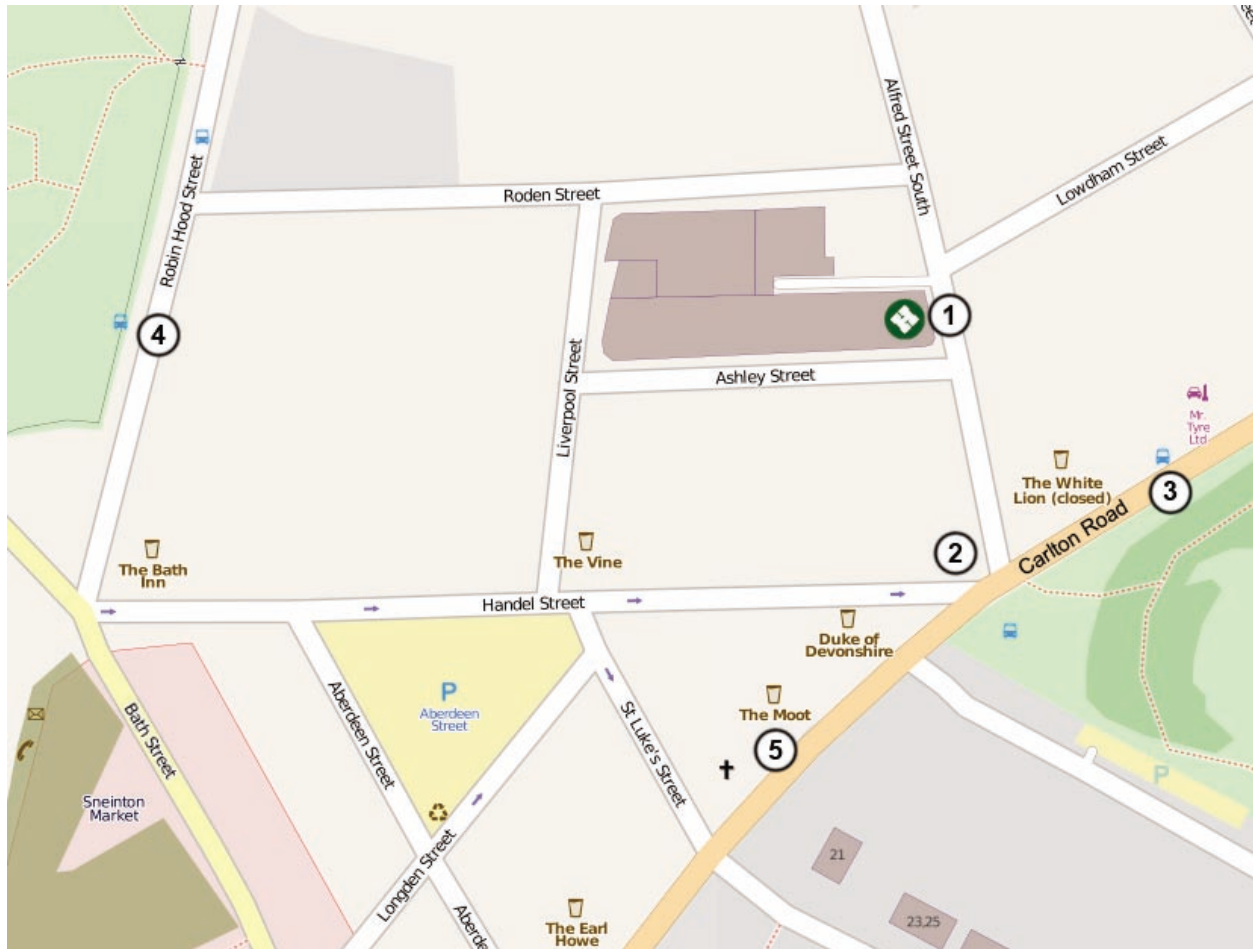 Alfred Street South
Lowdham Street
Roden Street
Robin Hood Street
1
4
Liverpool Street
Ashley Street
Mr.
Tyre
Ltd
The White
Lion (closed)
3
Carlton Road
2
The Bath
Inn
The Vine
Handel Street
Duke of
Devonshire
P
Aberdeen
Street
Aberdeen Street
St Luke's Street
The Moot
5
Bath Street
P
Sneinton
Market
21
Longden Street
23,25
The Earl
Howe